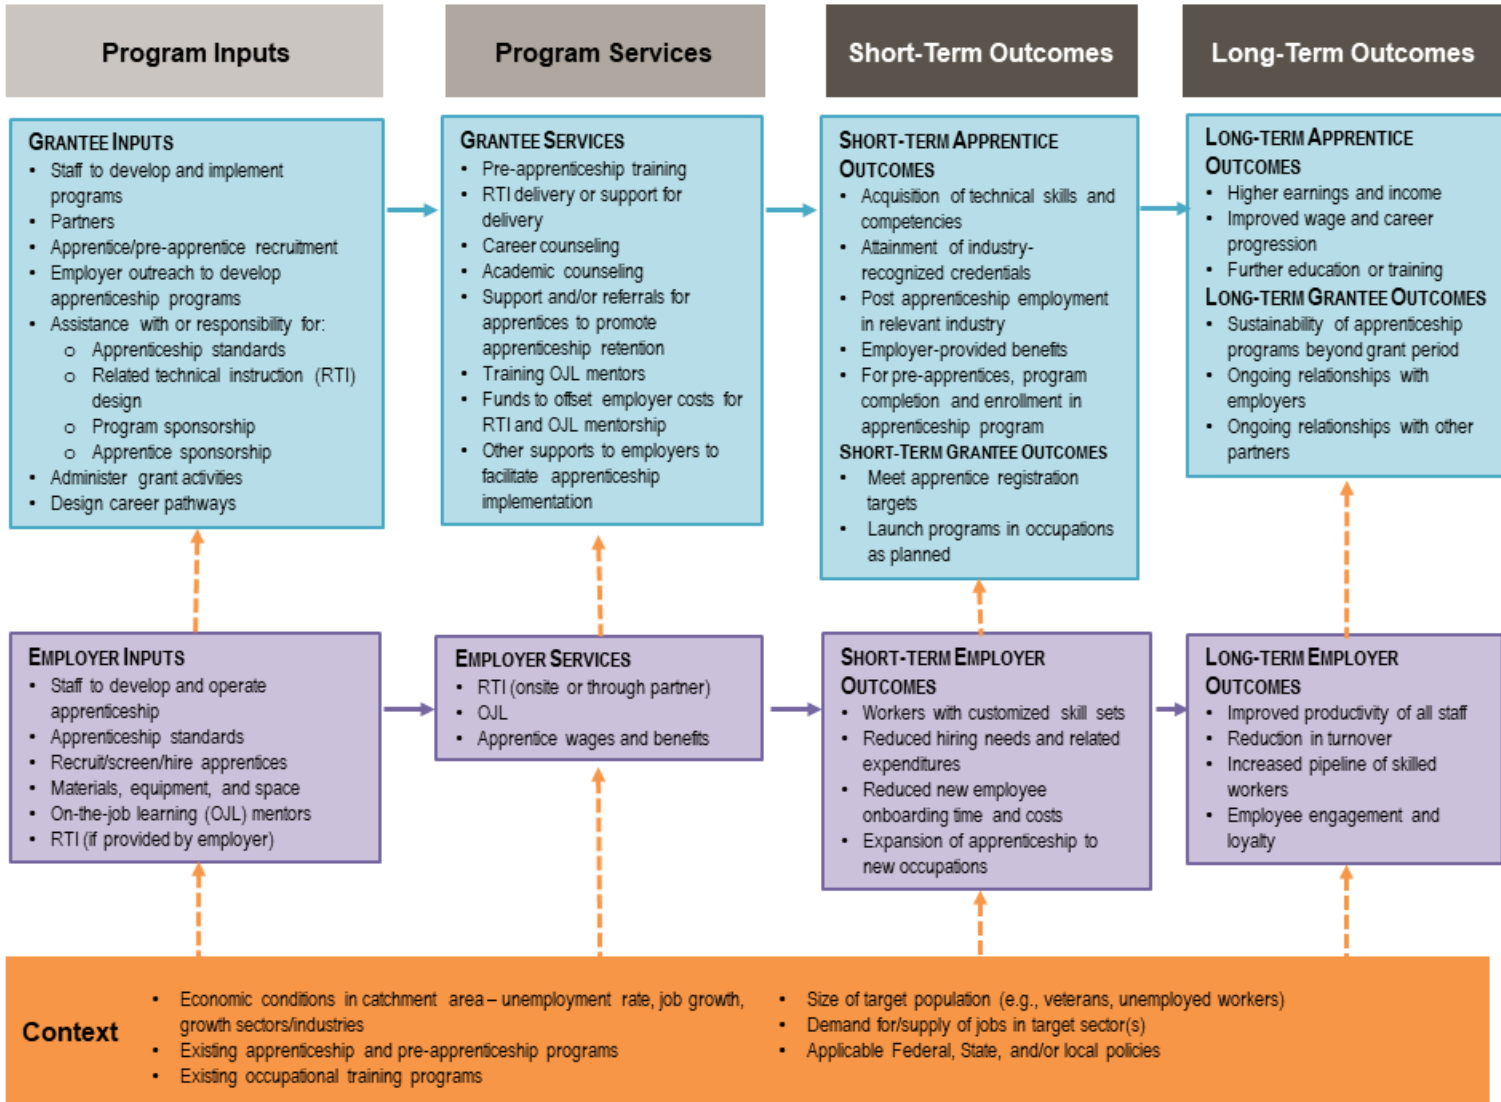 Program Inputs
Program Services
Short-Term Outcomes
Long-Term Outcomes
GRANTEE INPUTS
• Staff to develop and implement
programs
• Partners
• Apprentice/pre-apprentice recruitment
• Employer outreach to develop
apprenticeship programs
• Assistance with or responsibility for:
o Apprenticeship standards
o Related technical instruction (RTI)
design
o Program sponsorship
o Apprentice sponsorship
• Administer grant activities
• Design career pathways
GRANTEE SERVICES
• Pre-apprenticeship training
• RTI delivery or support for
delivery
• Career counseling
• Academic counseling
• Support and/or referrals for
apprentices to promote
apprenticeship retention
• Training OJL mentors
• Funds to offset employer costs for
RTI and OJL mentorship
• Other supports to employers to
facilitate apprenticeship
implementation
SHORT-TERM APPRENTICE
OUTCOMES
• Acquisition of technical skills and
competencies
• Attainment of industry-
recognized credentials
• Post apprenticeship employment
in relevant industry
• Employer-provided benefits
• For pre-apprentices, program
completion and enrollment in
apprenticeship program
SHORT-TERM GRANTEE OUTCOMES
• Meet apprentice registration
targets
• Launch programs in occupations
as planned
LONG-TERM APPRENTICE
OUTCOMES
• Higher earnings and income
• Improved wage and career
progression
• Further education or training
LONG-TERM GRANTEE OUTCOMES
• Sustainability of apprenticeship
programs beyond grant period
• Ongoing relationships with
employers
• Ongoing relationships with other
partners
EMPLOYER INPUTS
• Staff to develop and operate
apprenticeship
• Apprenticeship standards
• Recruit/screen/hire apprentices
• Materials, equipment, and space
• On-the-job learning (OJL) mentors
• RTI (if provided by employer)
EMPLOYER SERVICES
• RTI (onsite or through partner)
• OJL
• Apprentice wages and benefits
SHORT-TERM EMPLOYER
OUTCOMES
• Workers with customized skill sets
• Reduced hiring needs and related
expenditures
• Reduced new employee
onboarding time and costs
• Expansion of apprenticeship to
new occupations
LONG-TERM EMPLOYER
OUTCOMES
• Improved productivity of all staff
• Reduction in turnover
• Increased pipeline of skilled
workers
• Employee engagement and
loyalty
Context
• Economic conditions in catchment area – unemployment rate, job growth,
growth sectors/industries
• Existing apprenticeship and pre-apprenticeship programs
• Existing occupational training programs
• Size of target population (e.g., veterans, unemployed workers)
• Demand for/supply of jobs in target sector(s)
• Applicable Federal, State, and/or local policies